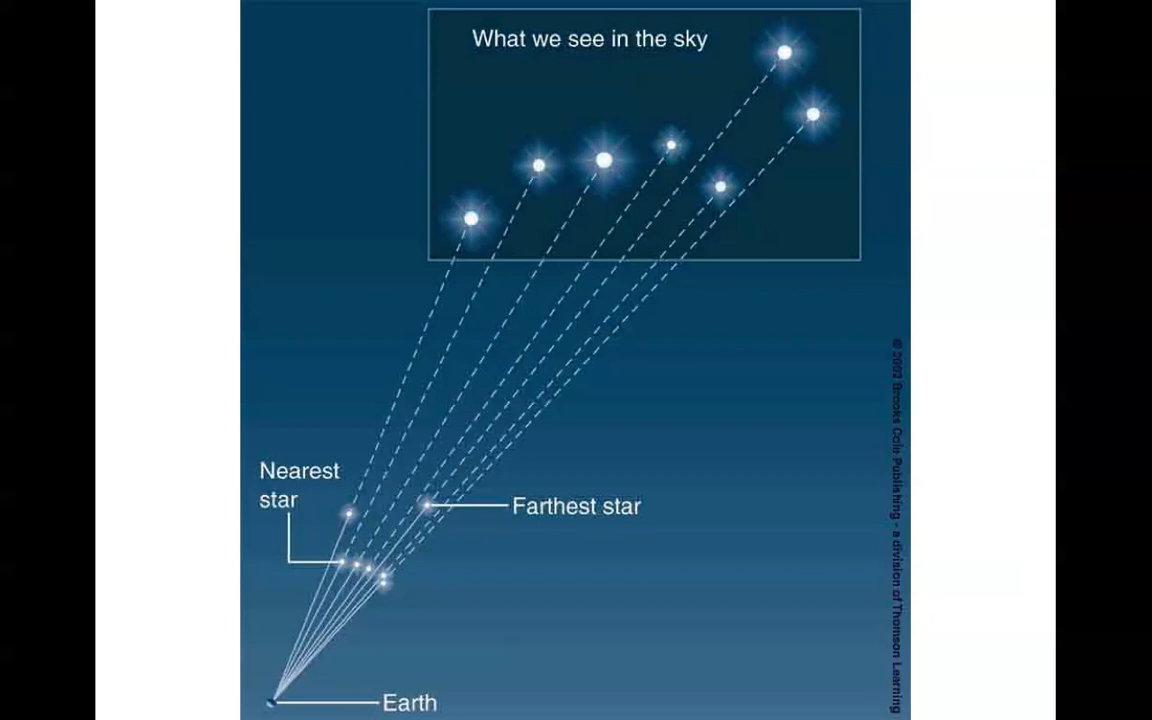 What we see in the sky
Nearest
star
Farthest star
Earth
© 2002 Brooks Cole Publishing - a division of Thomson Learning